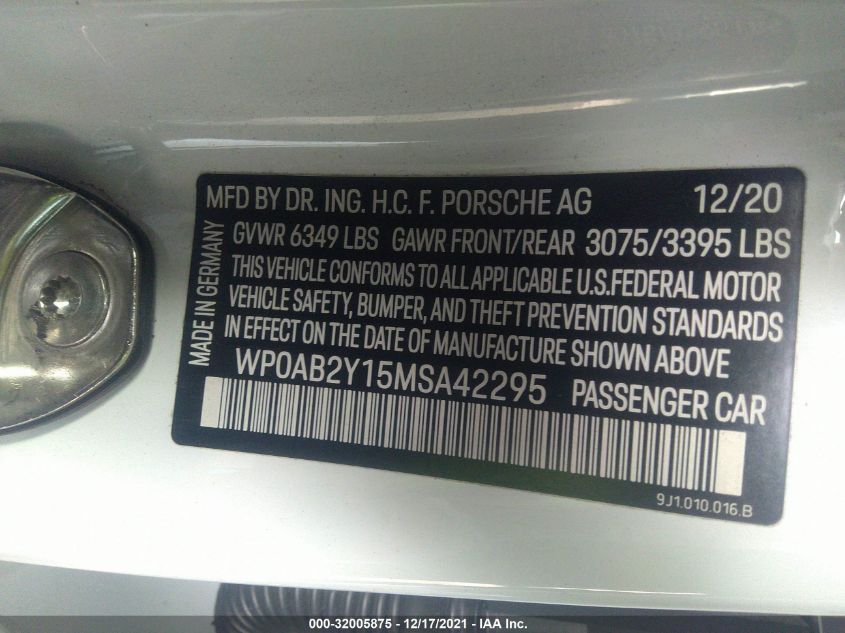 MFD BY DR. ING. H.C. F. PORSCHE AG 12/20
GVWR 6349 LBS GAWR FRONT/REAR 3075/3395 LBS
THIS VEHICLE CONFORMS TO ALL APPLICABLE U.S.FEDERAL MOTOR
VEHICLE SAFETY, BUMPER, AND THEFT PREVENTION STANDARDS
IN EFFECT ON THE DATE OF MANUFACTURE SHOWN ABOVE
MADE IN GERMANY
WP0AB2Y15MSA42295 PASSENGER CAR
9J1.010.016.B
000-32005875 - 12/17/2021 - IAA Inc.